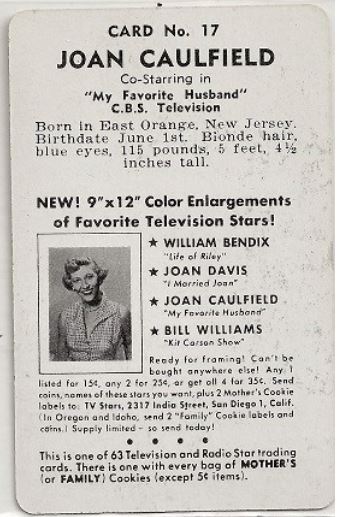 CARD No. 17
JOAN CAULFIELD
Co-Starring in
"My Favorite Husband"
C.B.S. Television
Born in East Orange, New Jersey.
Birthdate June 1st. Blonde hair,
blue eyes, 115 pounds, 5 feet, 4½
inches tall.
NEW! 9"x12" Color Enlargements
of Favorite Television Stars!
★ WILLIAM BENDIX
"Life of Riley"
★ JOAN DAVIS
"I Married Joan"
★ JOAN CAULFIELD
"My Favorite Husband"
★ BILL WILLIAMS
"Kit Carson Show"
Ready for framing! Can't be
bought anywhere else! Any 1
listed for 15¢, any 2 for 25¢, or get all 4 for 35¢. Send
coins, names of these stars you want, plus 2 Mother's Cookie
labels to: TV Stars, 2317 India Street, San Diego 1, Calif.
(In Oregon and Idaho, send 2 "Family" Cookie labels and
coins.) Supply limited – so send today!
• • • •
This is one of 63 Television and Radio Star trading
cards. There is one with every bag of MOTHER'S
(or FAMILY) Cookies (except 5¢ items).